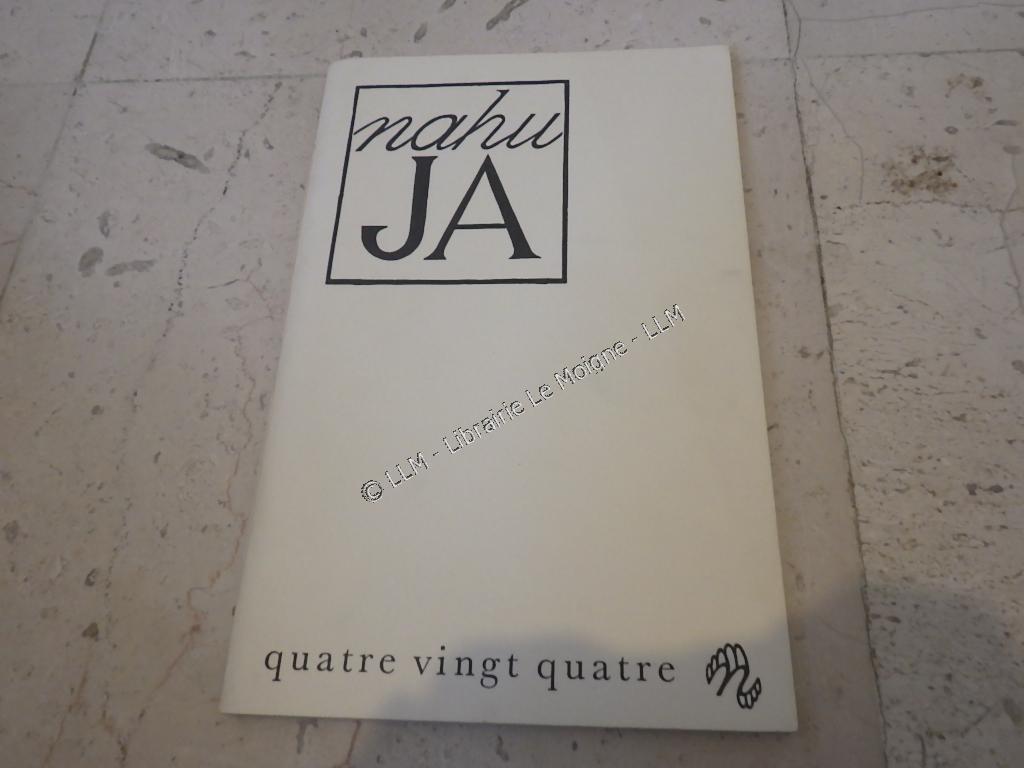 nahu
JA
© LLM - Librairie Le Moigne - LLM
quatre vingt quatre